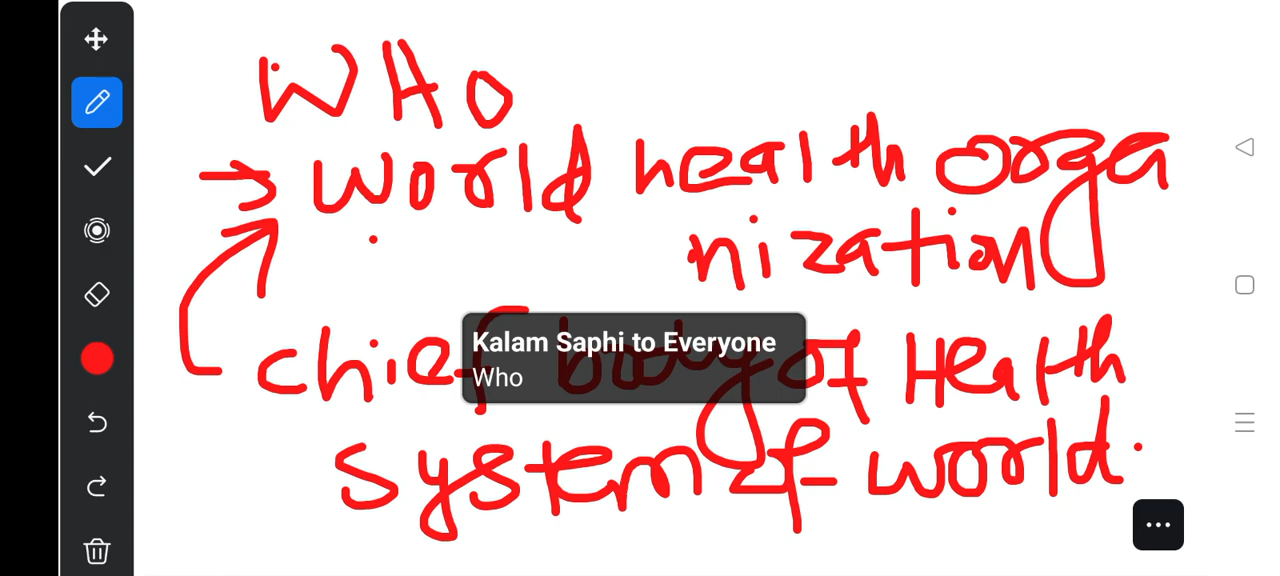 WHO
→ world health orga
nization
chief body of Health
system of world.
Kalam Saphi to Everyone
Who